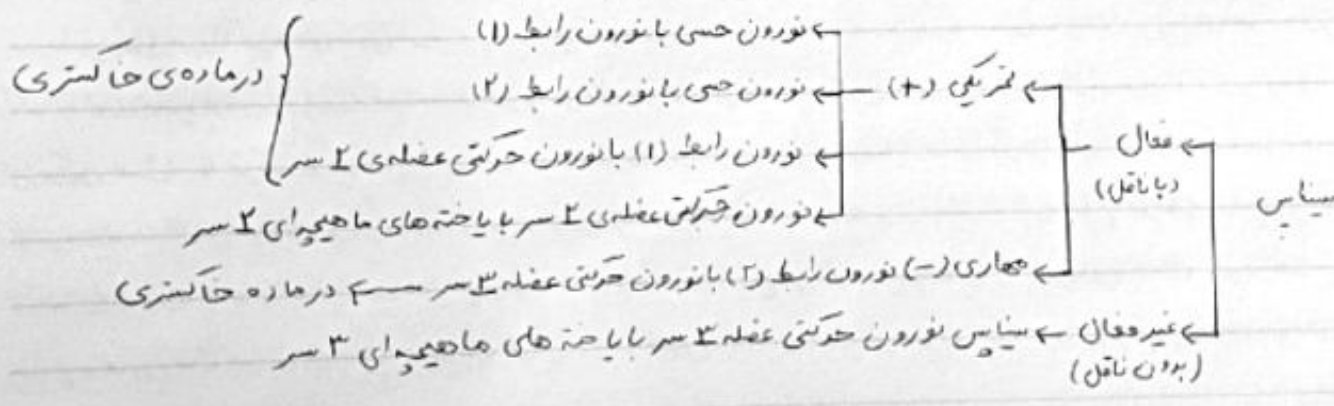 سیناپس
← فعال
(با ناقل)
← تحریکی (+)
← نورون حسی با نورون رابط (۱)
← نورون حسی با نورون رابط (۲)
← نورون رابط (۱) با نورون حرکتی عضله‌ی ۲ سر
در ماده‌ی خاکستری
← نورون حرکتی عضله‌ی ۲ سر با یاخته های ماهیچه ای ۲ سر
← مهاری (-) نورون رابط (۲) با نورون حرکتی عضله ۳ سر ← در ماده خاکستری
← غیر فعال ← سیناپس نورون حرکتی عضله ۳ سر با یاخته های ماهیچه ای ۳ سر
(بدون ناقل)